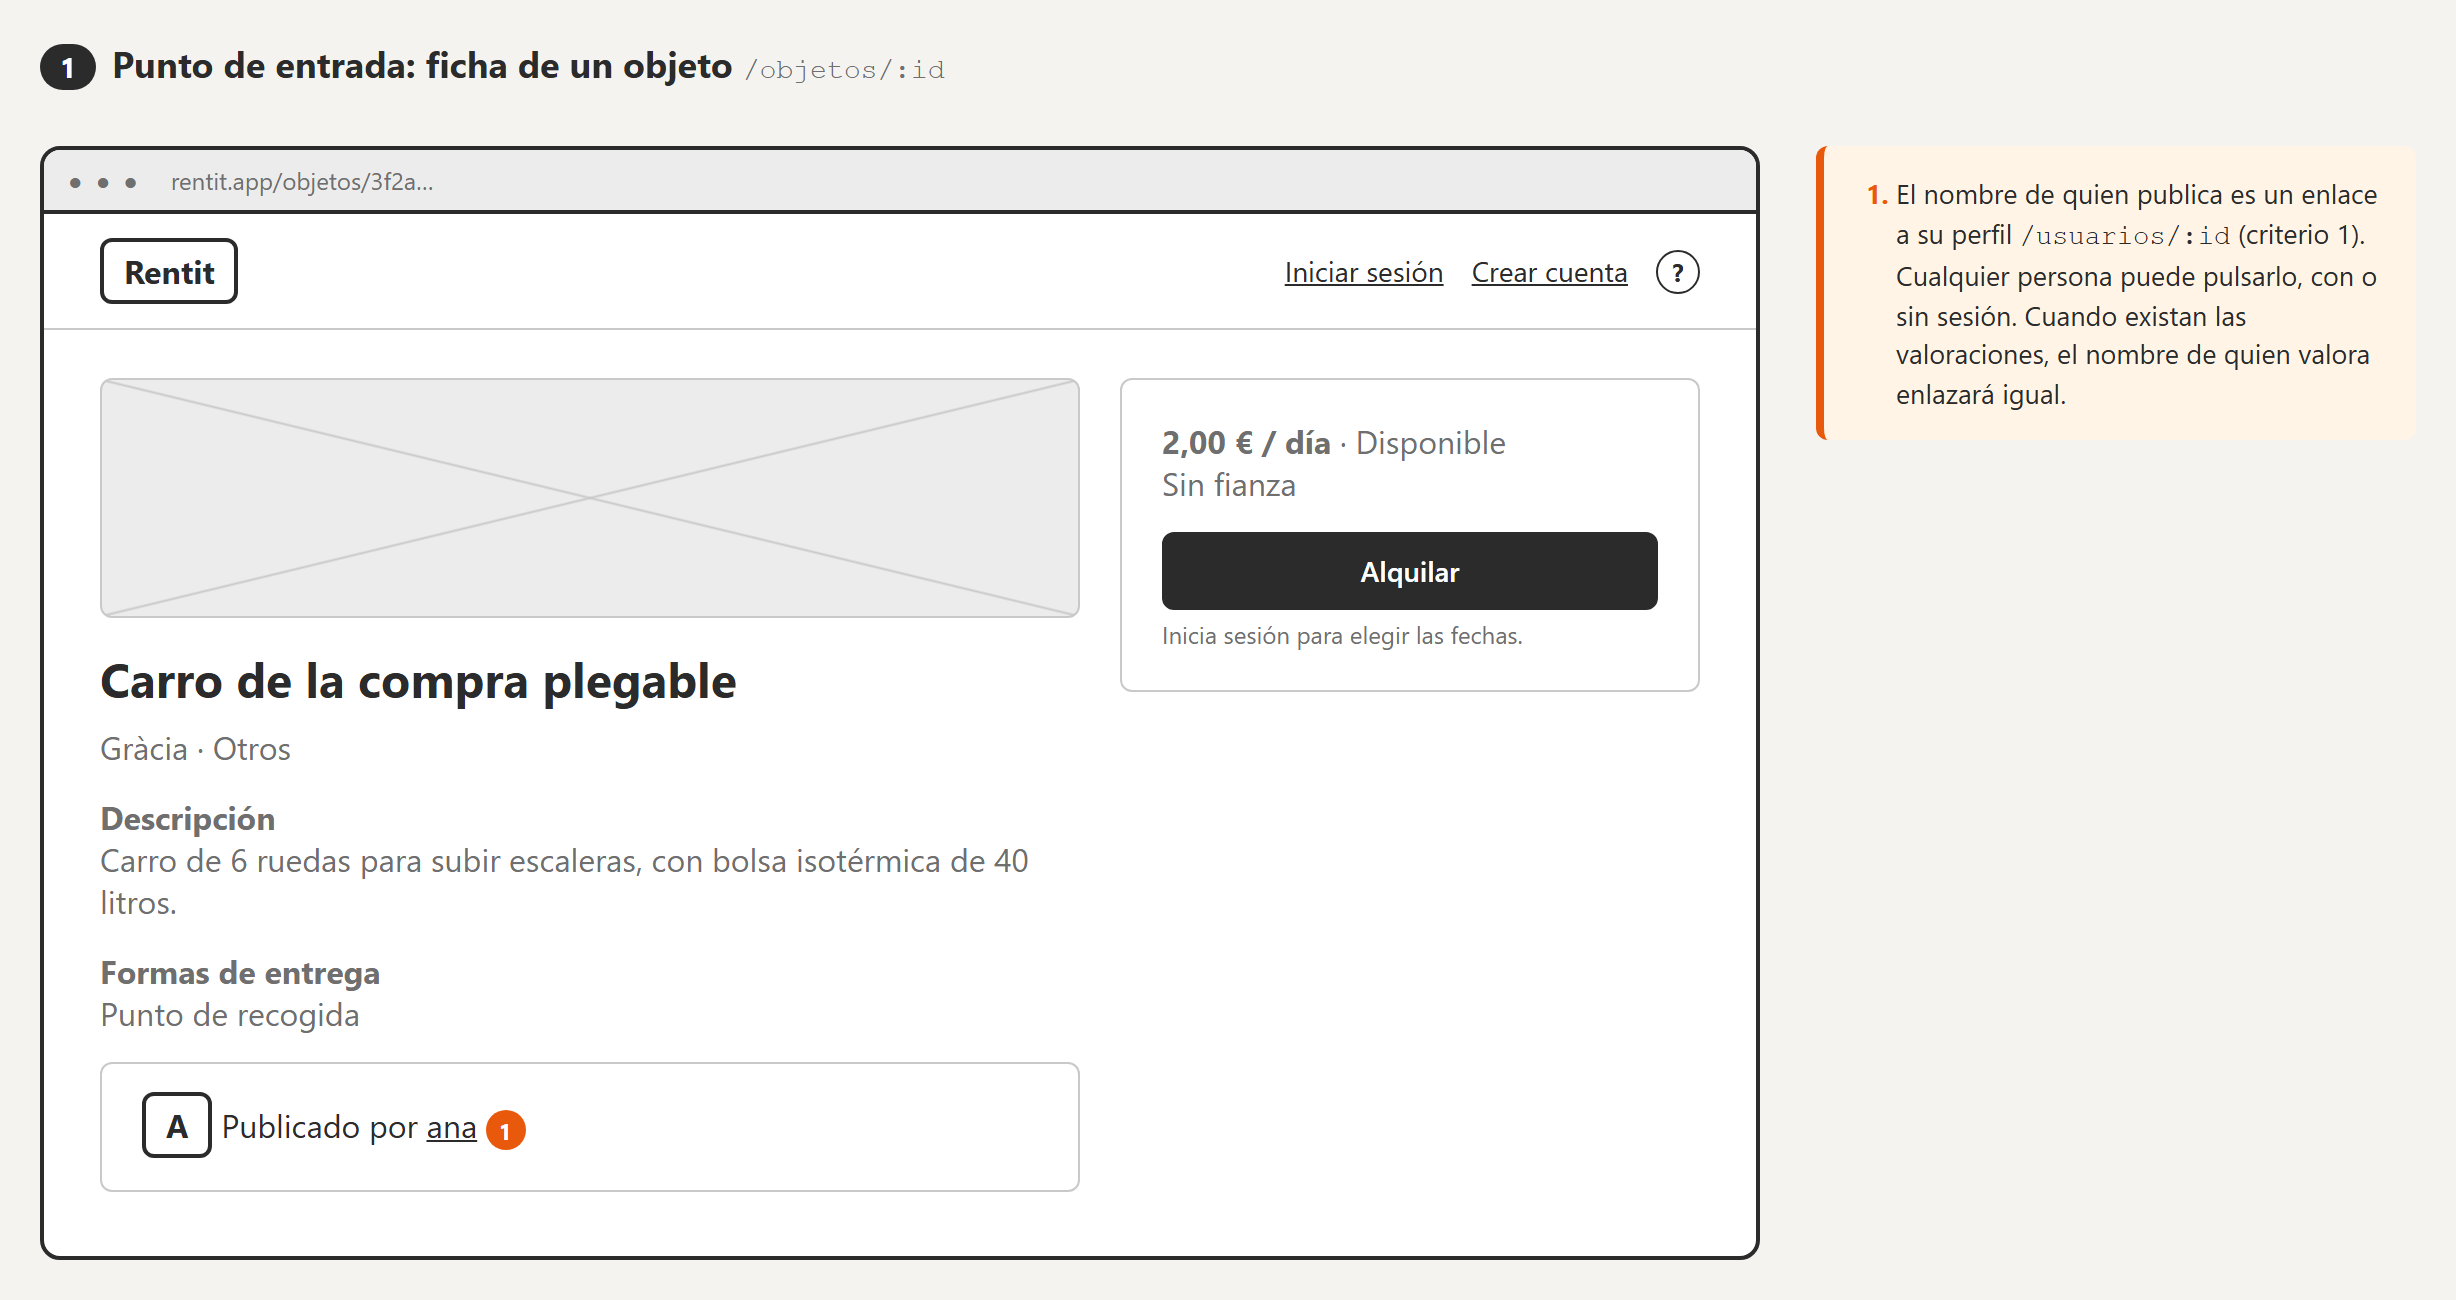 1 Punto de entrada: ficha de un objeto /objetos/:id
rentit.app/objetos/3f2a...
Rentit
Iniciar sesión Crear cuenta ?
2,00 € / día · Disponible
Sin fianza
Alquilar
Inicia sesión para elegir las fechas.
Carro de la compra plegable
Gràcia · Otros
Descripción
Carro de 6 ruedas para subir escaleras, con bolsa isotérmica de 40
litros.
Formas de entrega
Punto de recogida
A Publicado por ana 1
1. El nombre de quien publica es un enlace
a su perfil /usuarios/:id (criterio 1).
Cualquier persona puede pulsarlo, con o
sin sesión. Cuando existan las
valoraciones, el nombre de quien valora
enlazará igual.